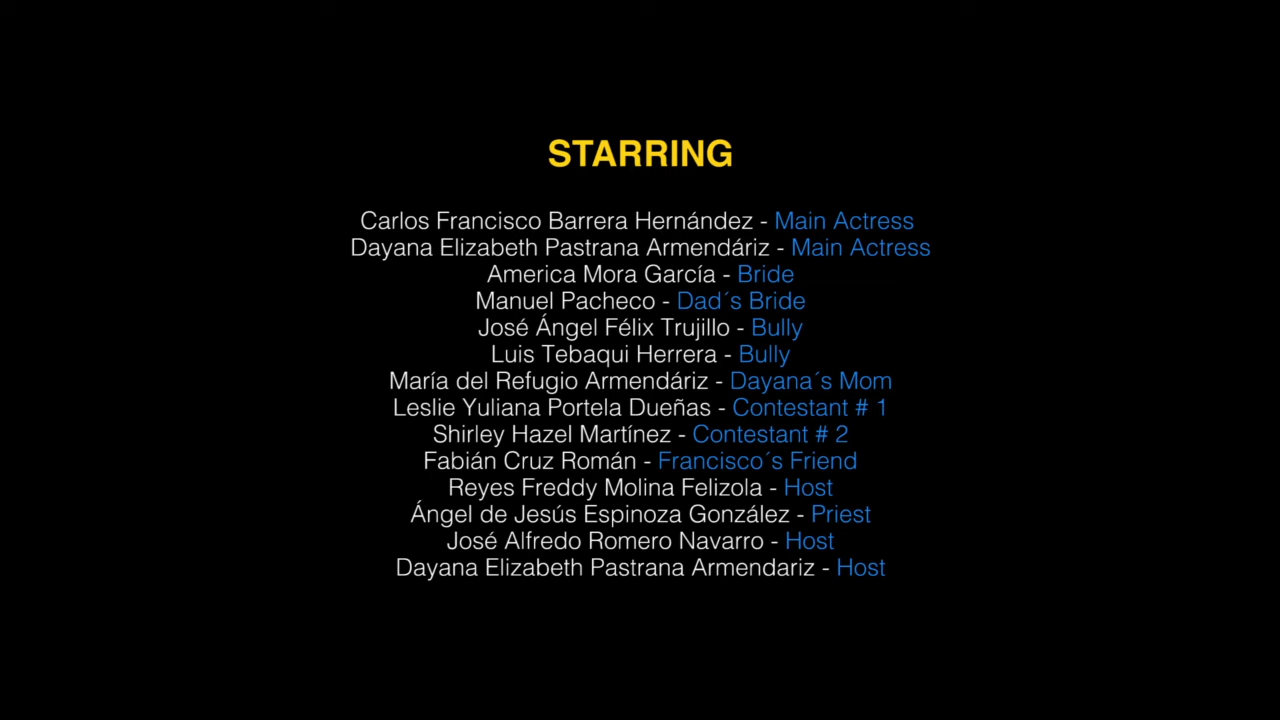 STARRING
Carlos Francisco Barrera Hernández - Main Actress
Dayana Elizabeth Pastrana Armendáriz - Main Actress
America Mora García - Bride
Manuel Pacheco - Dad´s Bride
José Ángel Félix Trujillo - Bully
Luis Tebaqui Herrera - Bully
María del Refugio Armendáriz - Dayana´s Mom
Leslie Yuliana Portela Dueñas - Contestant # 1
Shirley Hazel Martínez - Contestant # 2
Fabián Cruz Román - Francisco´s Friend
Reyes Freddy Molina Felizola - Host
Ángel de Jesús Espinoza González - Priest
José Alfredo Romero Navarro - Host
Dayana Elizabeth Pastrana Armendariz - Host